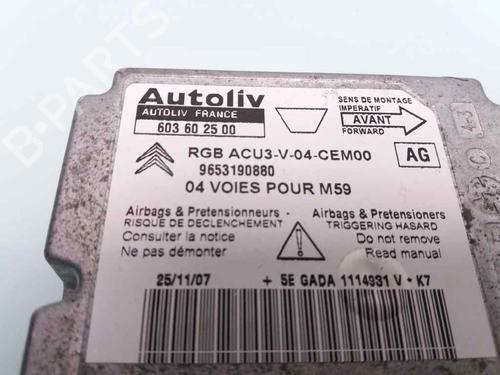 Autoliv
AUTOLIV FRANCE
603 60 25 00
SENS DE MONTAGE
IMPERATIF
AVANT
FORWARD
RGB ACU3-V-04-CEM00
AG
9653190880
04 VOIES POUR M59
Airbags & Pretensionneurs -
RISQUE DE DECLENCHEMENT
Consulter la notice
Ne pas démonter
Airbags & Pretensioners
TRIGGERING HASARD
Do not remove
Read manual
25/11/07 + 5E GADA 1114931 V - K7
B-PARTS